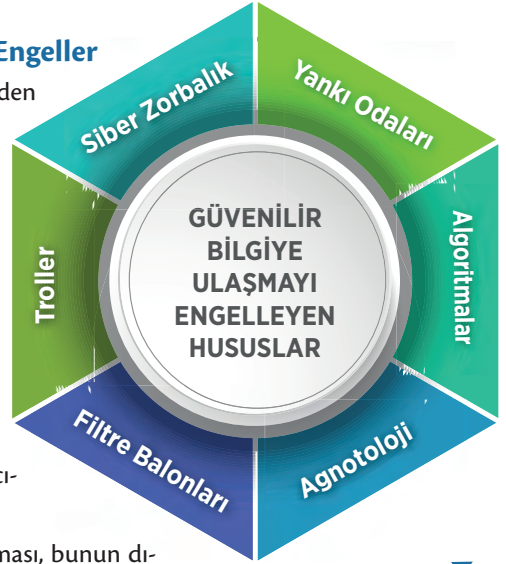 Engeller
den
Siber Zorbalık
Yankı Odaları
Algoritmalar
Agnotoloji
Filtre Balonları
Troller
GÜVENİLİR
BİLGİYE
ULAŞMAYI
ENGELLEYEN
HUSUSLAR
cı-
ması, bunun dı-